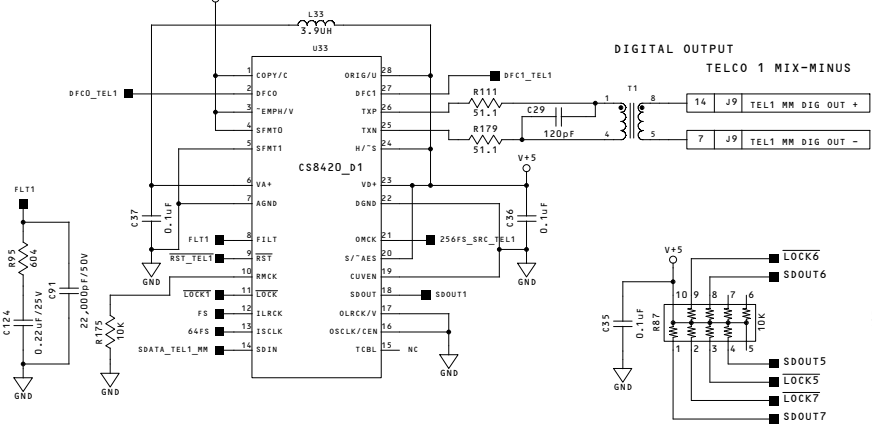 L33
3.9UH
U33
DIGITAL OUTPUT
TELCO 1 MIX-MINUS
1 COPY/C ORIG/U 28
DFC0_TEL1 2 DFC0 DFC1 27 DFC1_TEL1
3 ~EMPH/V TXP 26
4 SFMT0 TXN 25
5 SFMT1 H/~S 24
CS8420_D1
6 VA+ VD+ 23
7 AGND DGND 22
FLT1 8 FILT OMCK 21 256FS_SRC_TEL1
RST_TEL1 9 RST S/~AES 20
10 RMCK CUVEN 19
LOCK1 11 LOCK SDOUT 18 SDOUT1
FS 12 ILRCK OLRCK/V 17
64FS 13 ISCLK OSCLK/CEN 16
SDATA_TEL1_MM 14 SDIN TCBL 15 NC
R111
51.1
R179
51.1
C29
120pF
T1
1 8
4 5
14 J9 TEL1 MM DIG OUT +
7 J9 TEL1 MM DIG OUT -
V+5
C36
0.1uF
GND
C37
0.1uF
GND
FLT1
R95
604
C124
0.22uF/25V
C91
22,000pF/50V
GND
R175
10K
GND
GND
V+5
C35
0.1uF
GND
R87
10K
10 9 8 7 6
1 2 3 4 5
LOCK6
SDOUT6
SDOUT5
LOCK5
LOCK7
SDOUT7